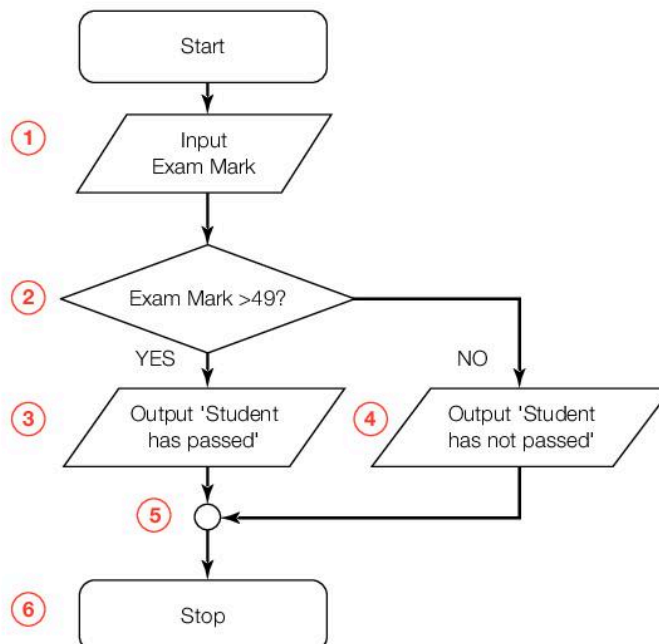 Start
1
Input
Exam Mark
2
Exam Mark >49?
YES
NO
3
Output 'Student
has passed'
4
Output 'Student
has not passed'
5
6
Stop